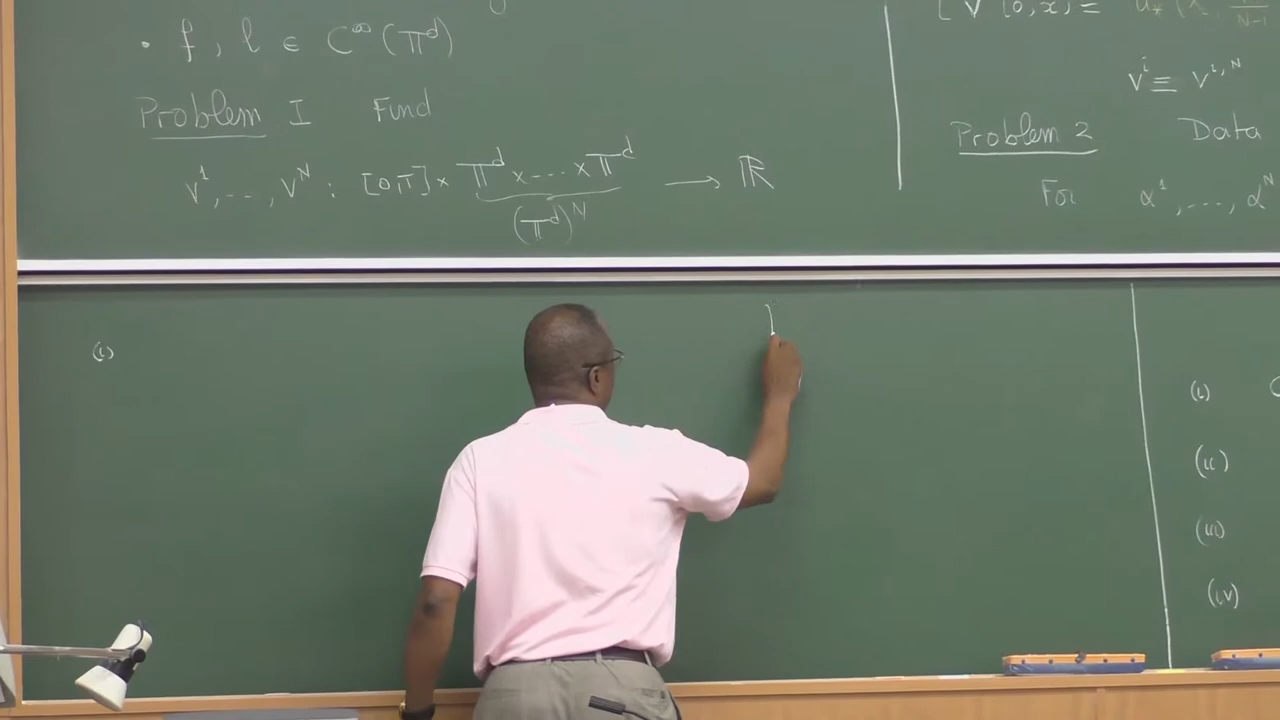 • f, l ∈ C^∞(π^d)
Problem I Find
v^1, ..., v^N : [0, T] × π^d × .... × π^d → ℝ
(π^d)^N
v^i ≡ v^{i,N}
Problem 2 Data
For α^1, ..., α^N
(i)
(i)
(ii)
(iii)
(iv)